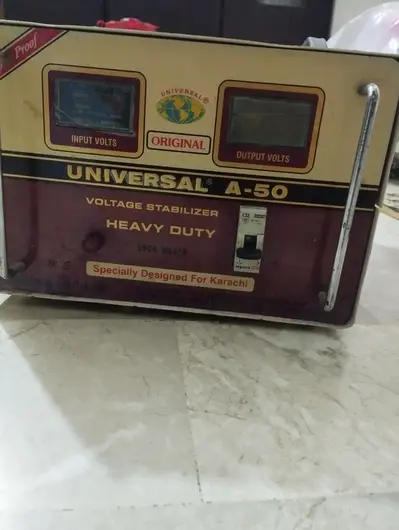 Proof
UNIVERSAL®
INPUT VOLTS
ORIGINAL
OUTPUT VOLTS
UNIVERSAL® A-50
VOLTAGE STABILIZER
HEAVY DUTY
Specially Designed For Karachi